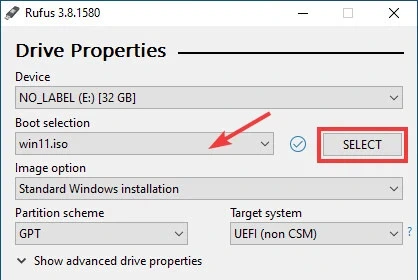 Rufus 3.8.1580
Drive Properties
Device
NO_LABEL (E:) [32 GB]
Boot selection
win11.iso
SELECT
Image option
Standard Windows installation
Partition scheme
Target system
GPT
UEFI (non CSM)
?
Show advanced drive properties